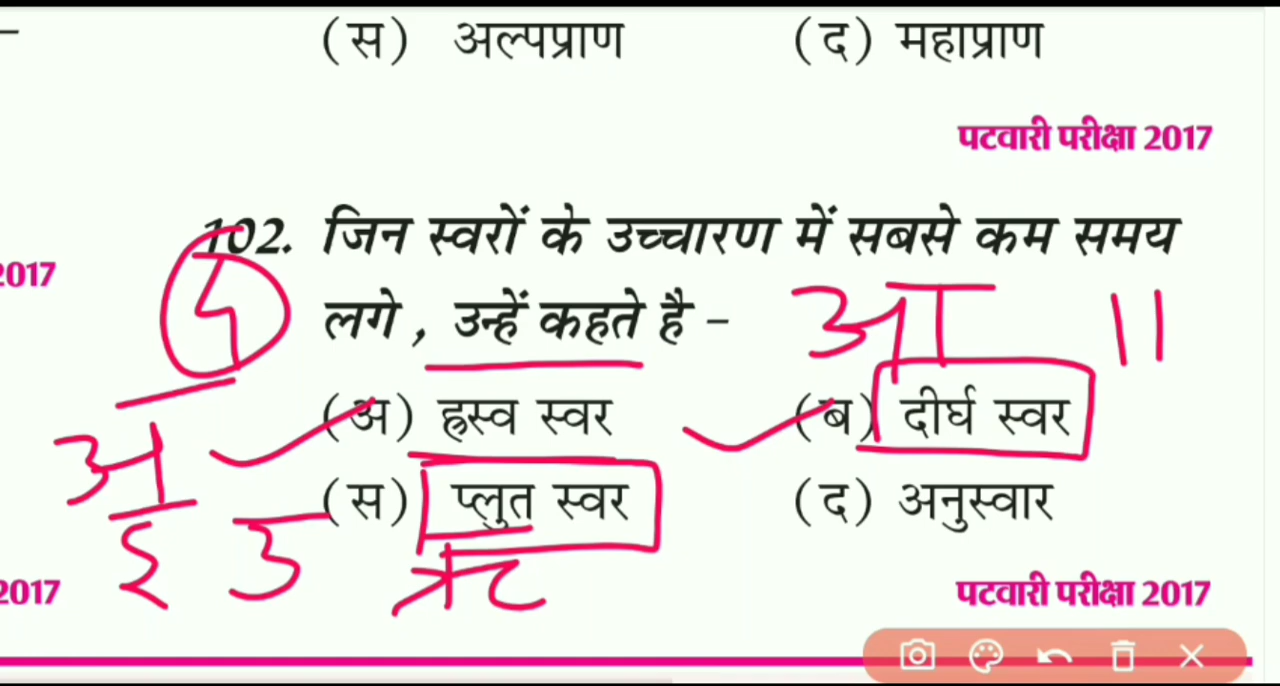 (स) अल्पप्राण (द) महाप्राण
पटवारी परीक्षा 2017
2017
102. जिन स्वरों के उच्चारण में सबसे कम समय
लगे , उन्हें कहते है -
आ ॥
(अ) ह्रस्व स्वर (ब) दीर्घ स्वर
अ
(स) प्लुत स्वर (द) अनुस्वार
इ उ ऋ
2017 पटवारी परीक्षा 2017